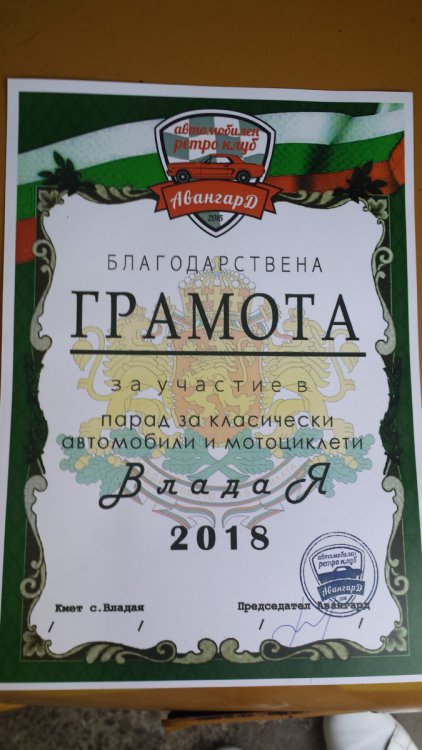 автомобилен
ретро клуб
АвангарД
2015
БЛАГОДАРСТВЕНА
ГРАМОТА
за участие в
парад за класически
автомобили и мотоциклети
ВладаЯ
2018
автомобилен
ретро клуб
АвангарД
Кмет с.Владая
Председател Авангард
/ / / /